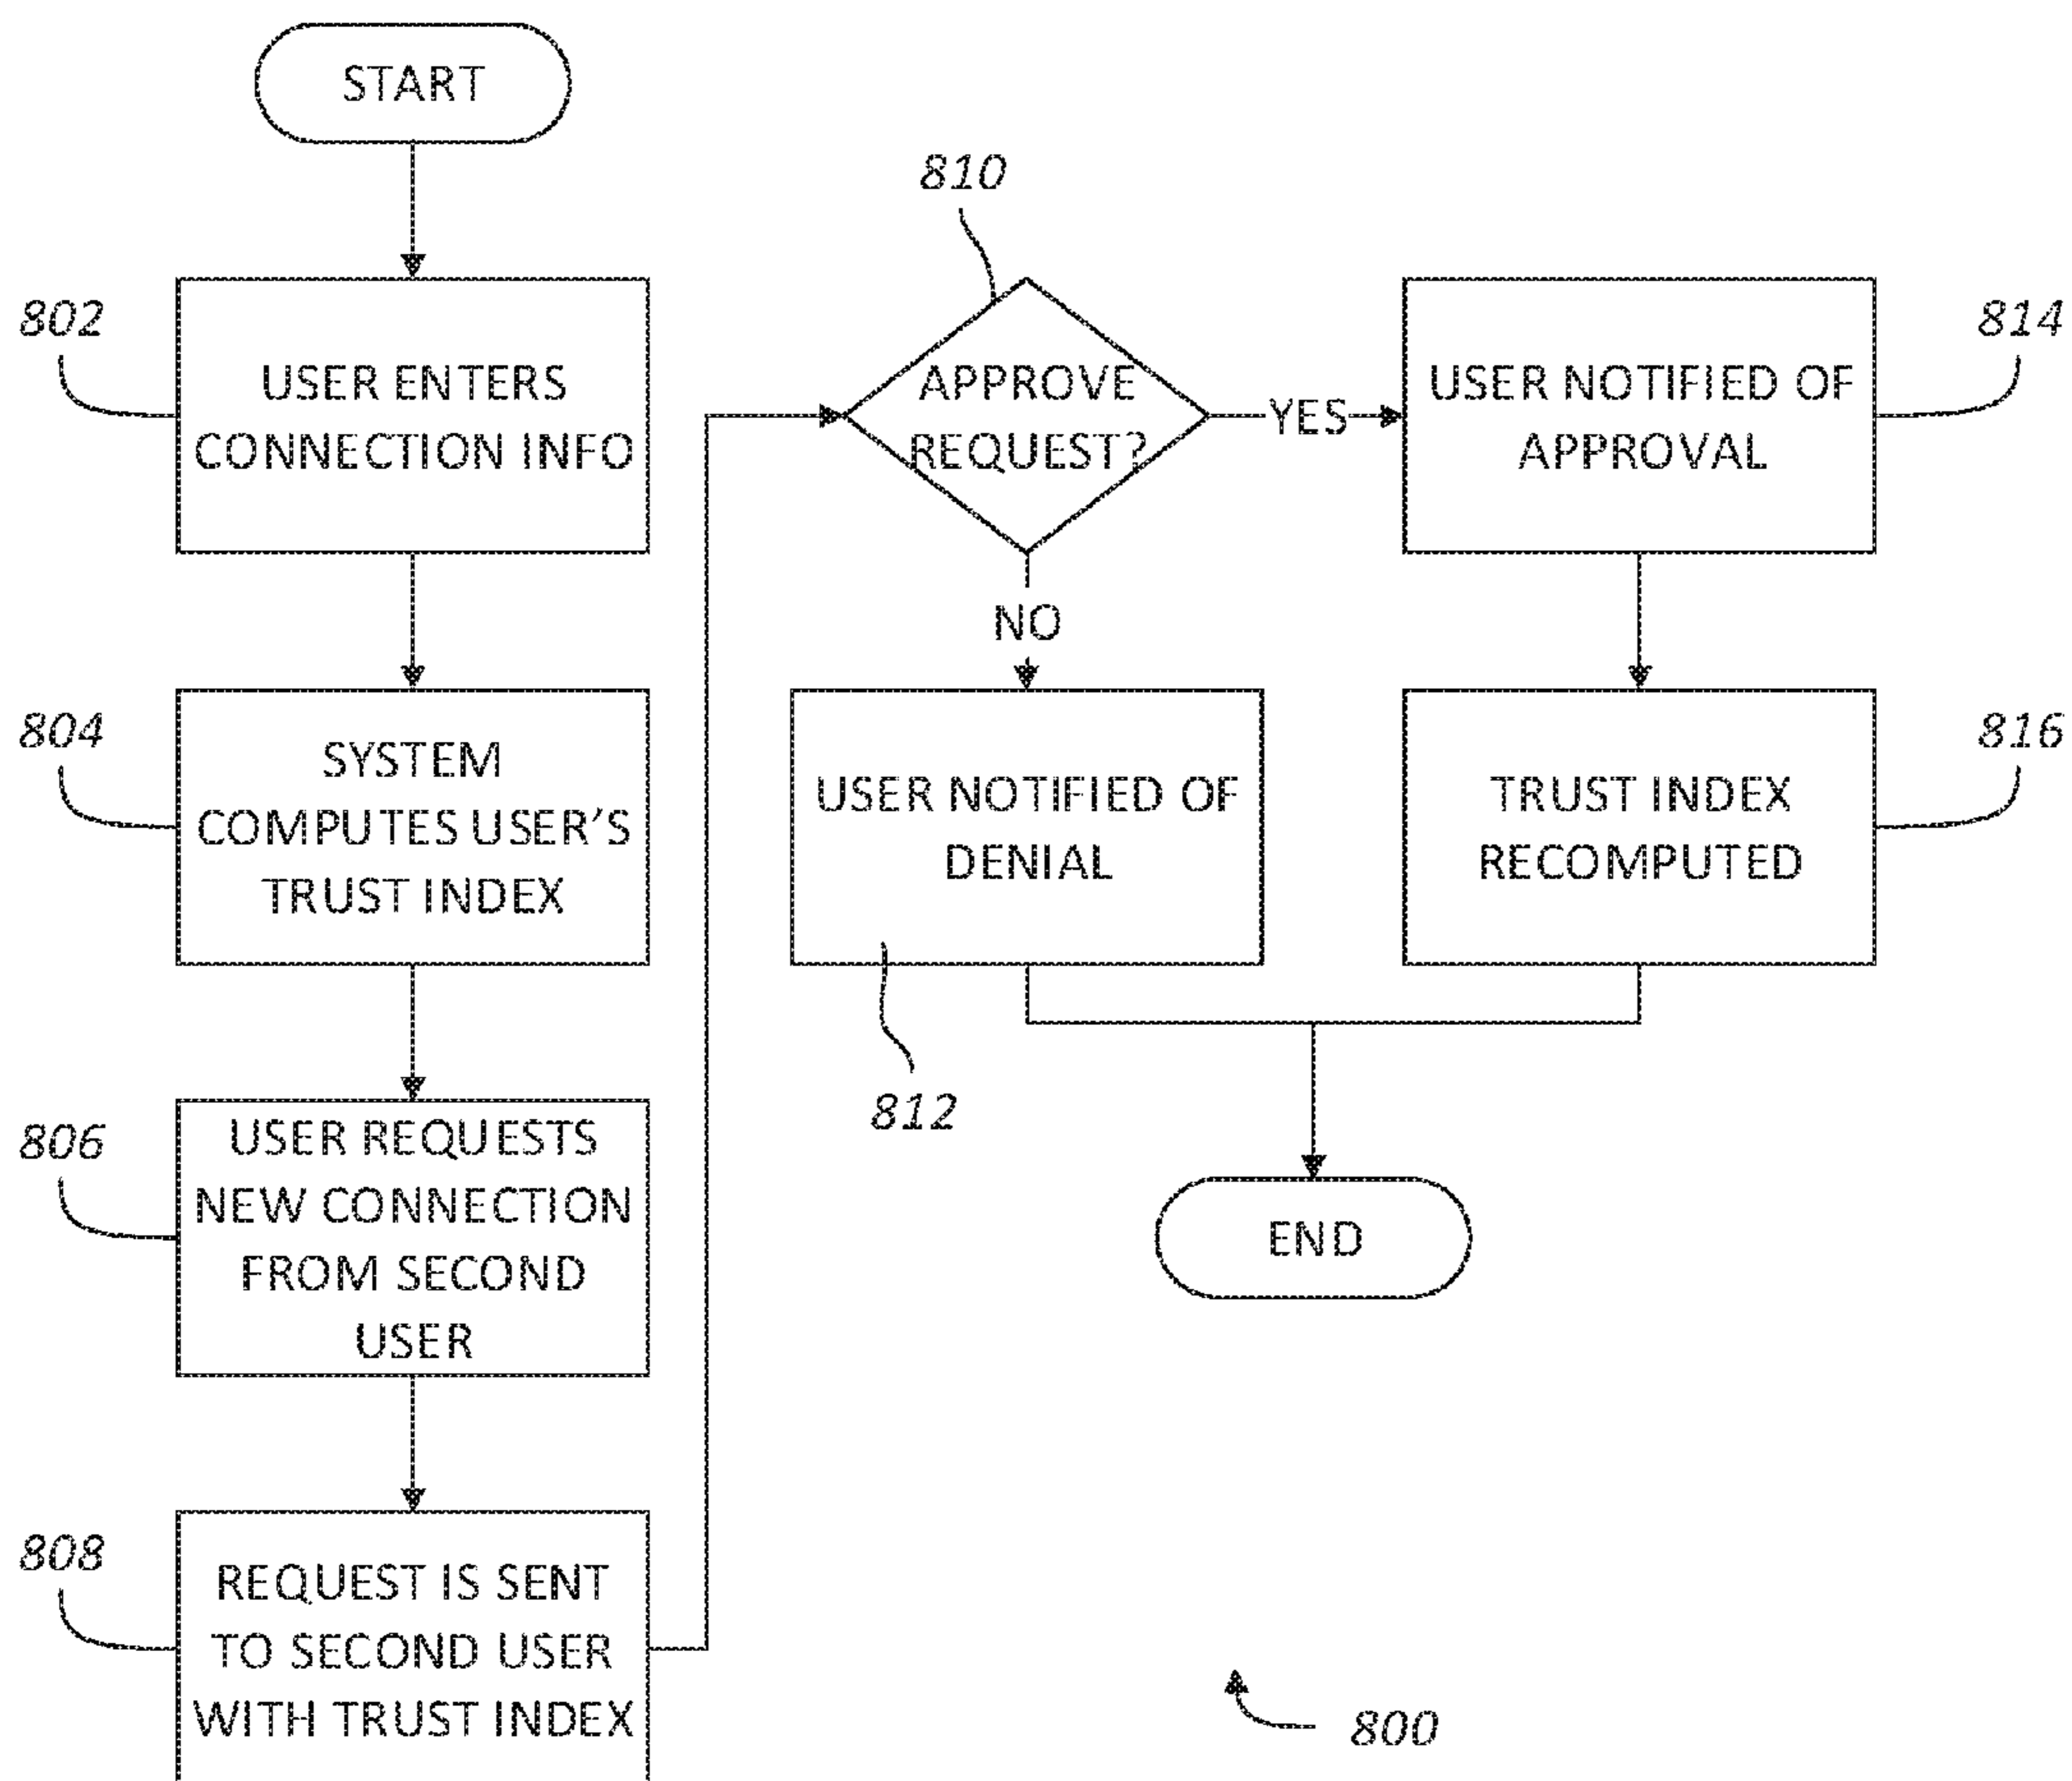 START
802
USER ENTERS
CONNECTION INFO
804
SYSTEM
COMPUTES USER'S
TRUST INDEX
806
USER REQUESTS
NEW CONNECTION
FROM SECOND
USER
808
REQUEST IS SENT
TO SECOND USER
WITH TRUST INDEX
810
APPROVE
REQUEST?
YES
NO
USER NOTIFIED OF
DENIAL
812
814
USER NOTIFIED OF
APPROVAL
816
TRUST INDEX
RECOMPUTED
END
800